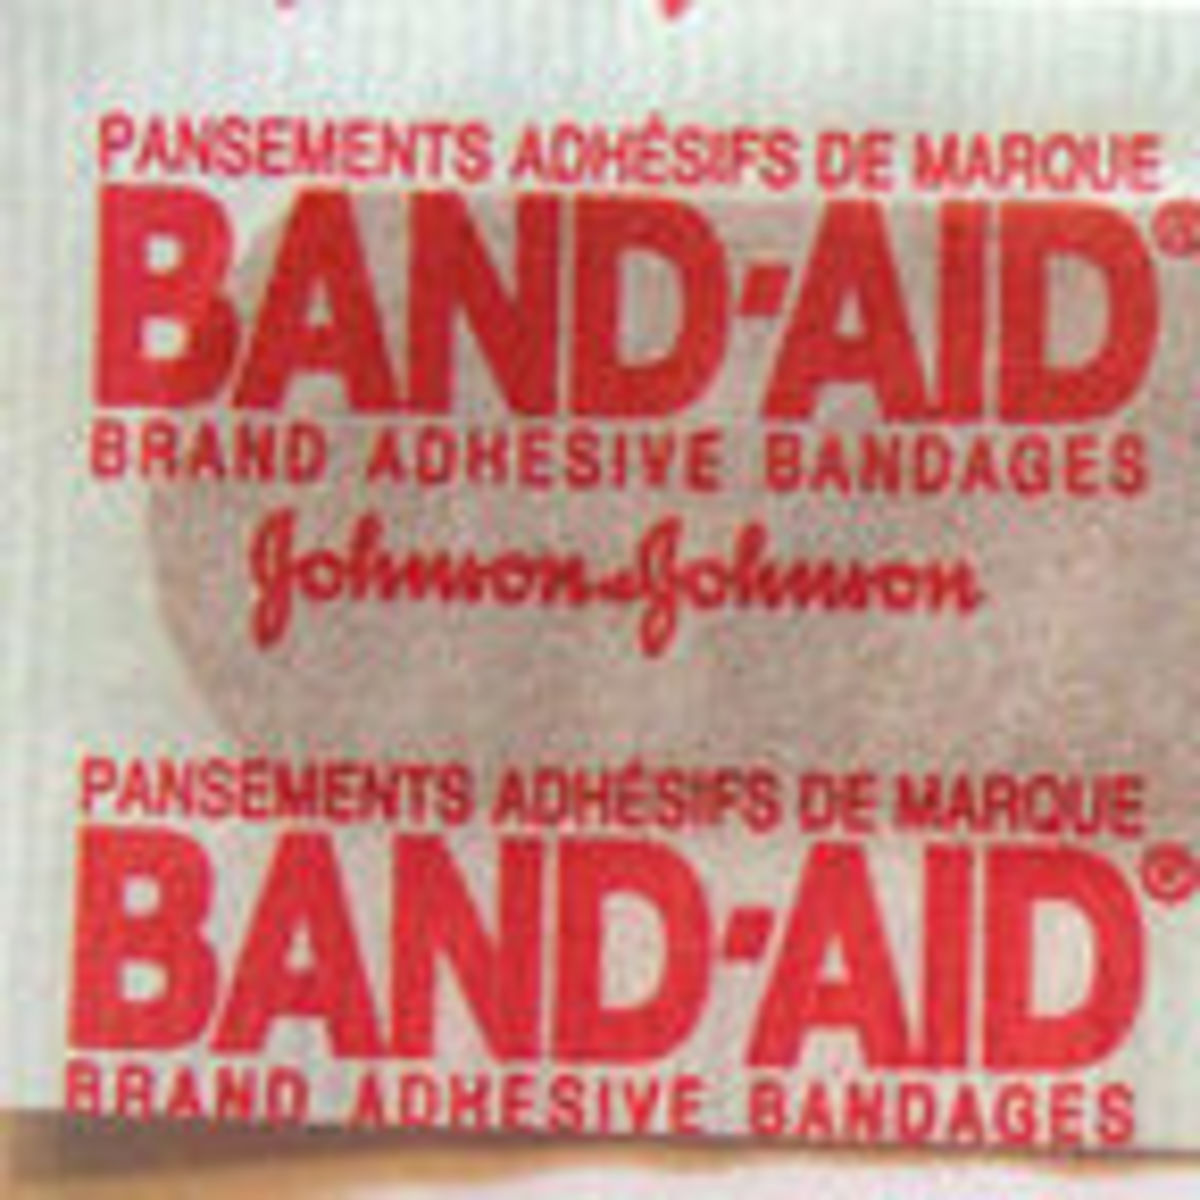 PANSEMENTS ADHÉSIFS DE MARQUE
BAND-AID®
BRAND ADHESIVE BANDAGES
Johnson & Johnson
PANSEMENTS ADHÉSIFS DE MARQUE
BAND-AID®
BRAND ADHESIVE BANDAGES